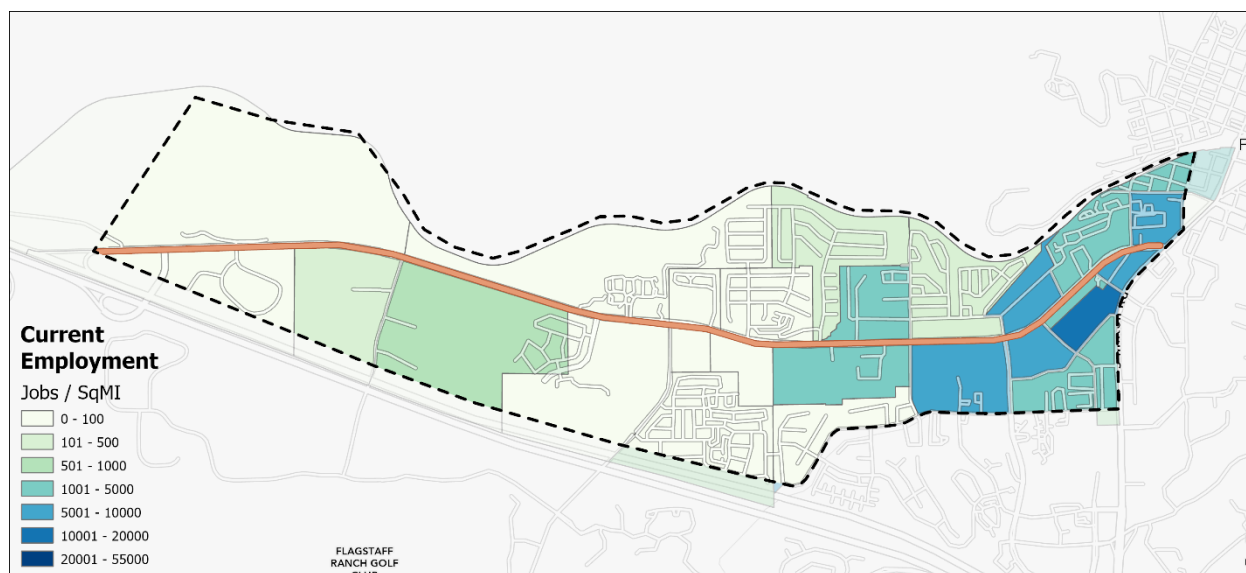 F
Current
Employment
Jobs / SqMI
0 - 100
101 - 500
501 - 1000
1001 - 5000
5001 - 10000
10001 - 20000
20001 - 55000
FLAGSTAFF
RANCH GOLF
CLUB